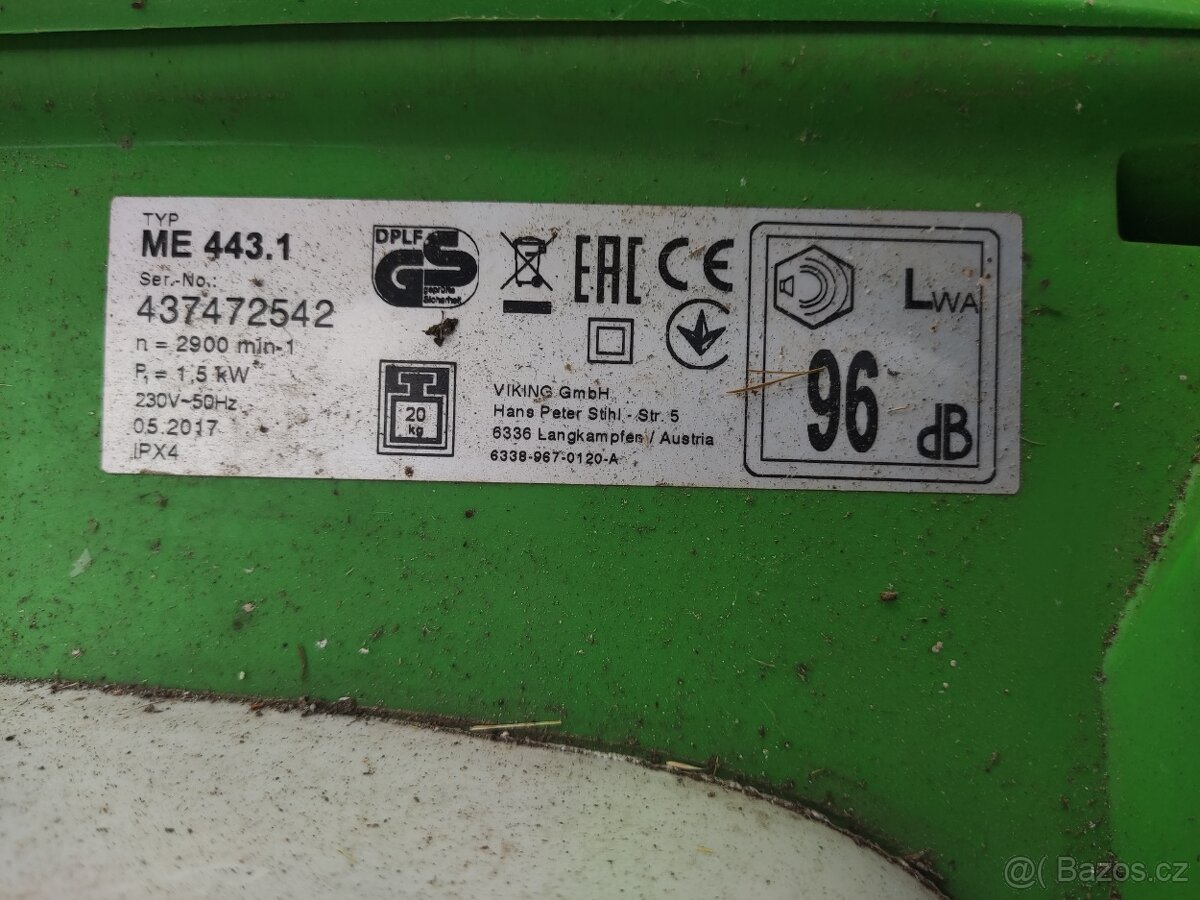 TYP
ME 443.1
Ser.-No.:
437472542
n = 2900 min-1
P₁ = 1,5 kW
230V~50Hz
05.2017
IPX4
DPLF
GS
geprüfte
Sicherheit
20
kg
EAC CE
VIKING GmbH
Hans Peter Stihl - Str. 5
6336 Langkampfen / Austria
6338-967-0120-A
LWA
96
dB
@( Bazos.cz